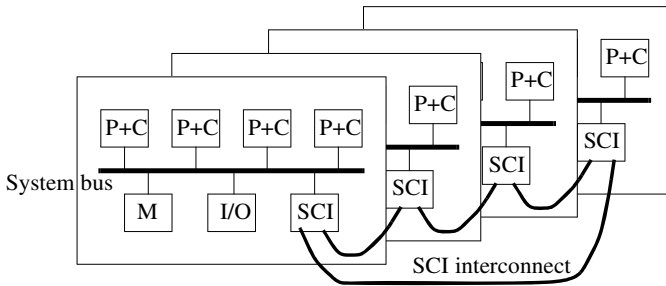 P+C
P+C
P+C
P+C P+C P+C P+C
SCI
SCI
SCI
System bus
M I/O SCI
SCI interconnect